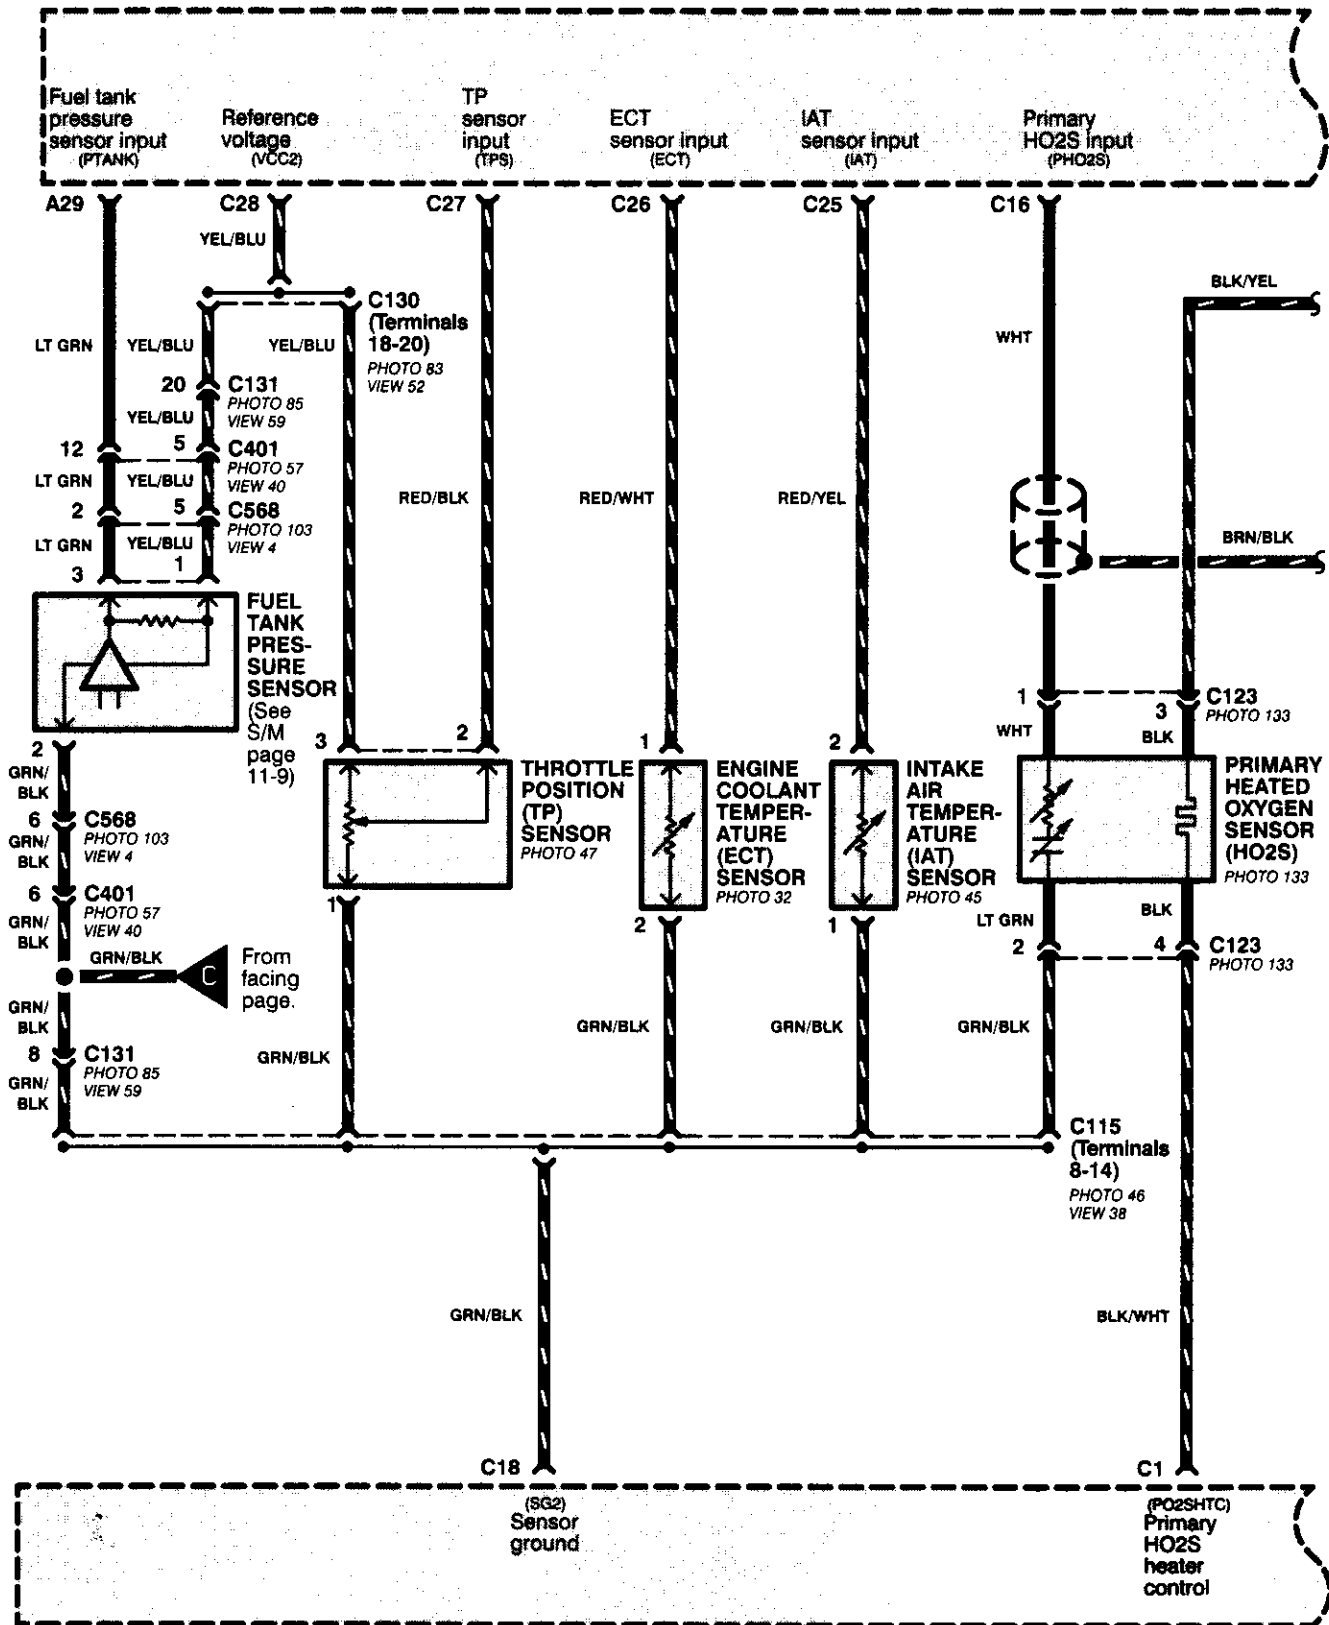 Fuel tank
pressure
sensor input
(PTANK)
Reference
voltage
(VCC2)
TP
sensor
input
(TPS)
ECT
sensor input
(ECT)
IAT
sensor input
(IAT)
Primary
HO2S input
(PHO2S)
A29
C28
C27
C26
C25
C16
YEL/BLU
BLK/YEL
C130
(Terminals
18-20)
PHOTO 83
VIEW 52
LT GRN
YEL/BLU
YEL/BLU
WHT
20
C131
PHOTO 85
VIEW 59
YEL/BLU
12
5
C401
PHOTO 57
VIEW 40
LT GRN
YEL/BLU
RED/BLK
RED/WHT
RED/YEL
2
5
C568
PHOTO 103
VIEW 4
LT GRN
YEL/BLU
BRN/BLK
3
1
FUEL
TANK
PRES-
SURE
SENSOR
(See
S/M
page
11-9)
1
3
C123
PHOTO 133
WHT
BLK
2
3
2
1
2
GRN/
BLK
THROTTLE
POSITION
(TP)
SENSOR
PHOTO 47
ENGINE
COOLANT
TEMPER-
ATURE
(ECT)
SENSOR
PHOTO 32
INTAKE
AIR
TEMPER-
ATURE
(IAT)
SENSOR
PHOTO 45
PRIMARY
HEATED
OXYGEN
SENSOR
(HO2S)
PHOTO 133
6
C568
PHOTO 103
VIEW 4
GRN/
BLK
6
C401
PHOTO 57
VIEW 40
GRN/
BLK
1
2
1
LT GRN
BLK
2
4
C123
PHOTO 133
GRN/BLK
C
From
facing
page.
GRN/
BLK
8
C131
PHOTO 85
VIEW 59
GRN/
BLK
GRN/BLK
GRN/BLK
GRN/BLK
GRN/BLK
C115
(Terminals
8-14)
PHOTO 46
VIEW 38
GRN/BLK
BLK/WHT
C18
C1
(SG2)
Sensor
ground
(PO2SHTC)
Primary
HO2S
heater
control